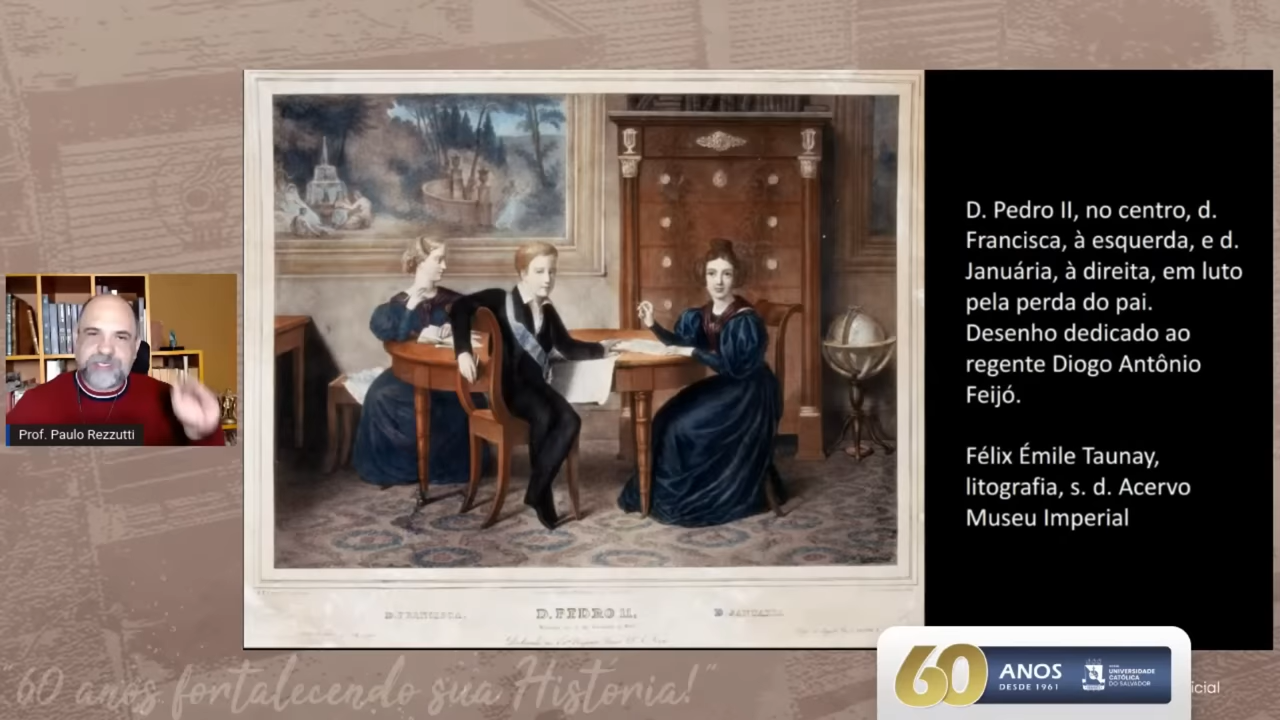 D. Pedro II, no centro, d.
Francisca, à esquerda, e d.
Januária, à direita, em luto
pela perda do pai.
Desenho dedicado ao
regente Diogo Antônio
Feijó.
Félix Émile Taunay,
litografia, s. d. Acervo
Museu Imperial
Prof. Paulo Rezzutti
D. FRANCISCA.
D. PEDRO II.
D. JANUARIA
"60 anos fortalecendo sua História!"
60 ANOS
DESDE 1961
UNIVERSIDADE
CATÓLICA
DO SALVADOR
icial